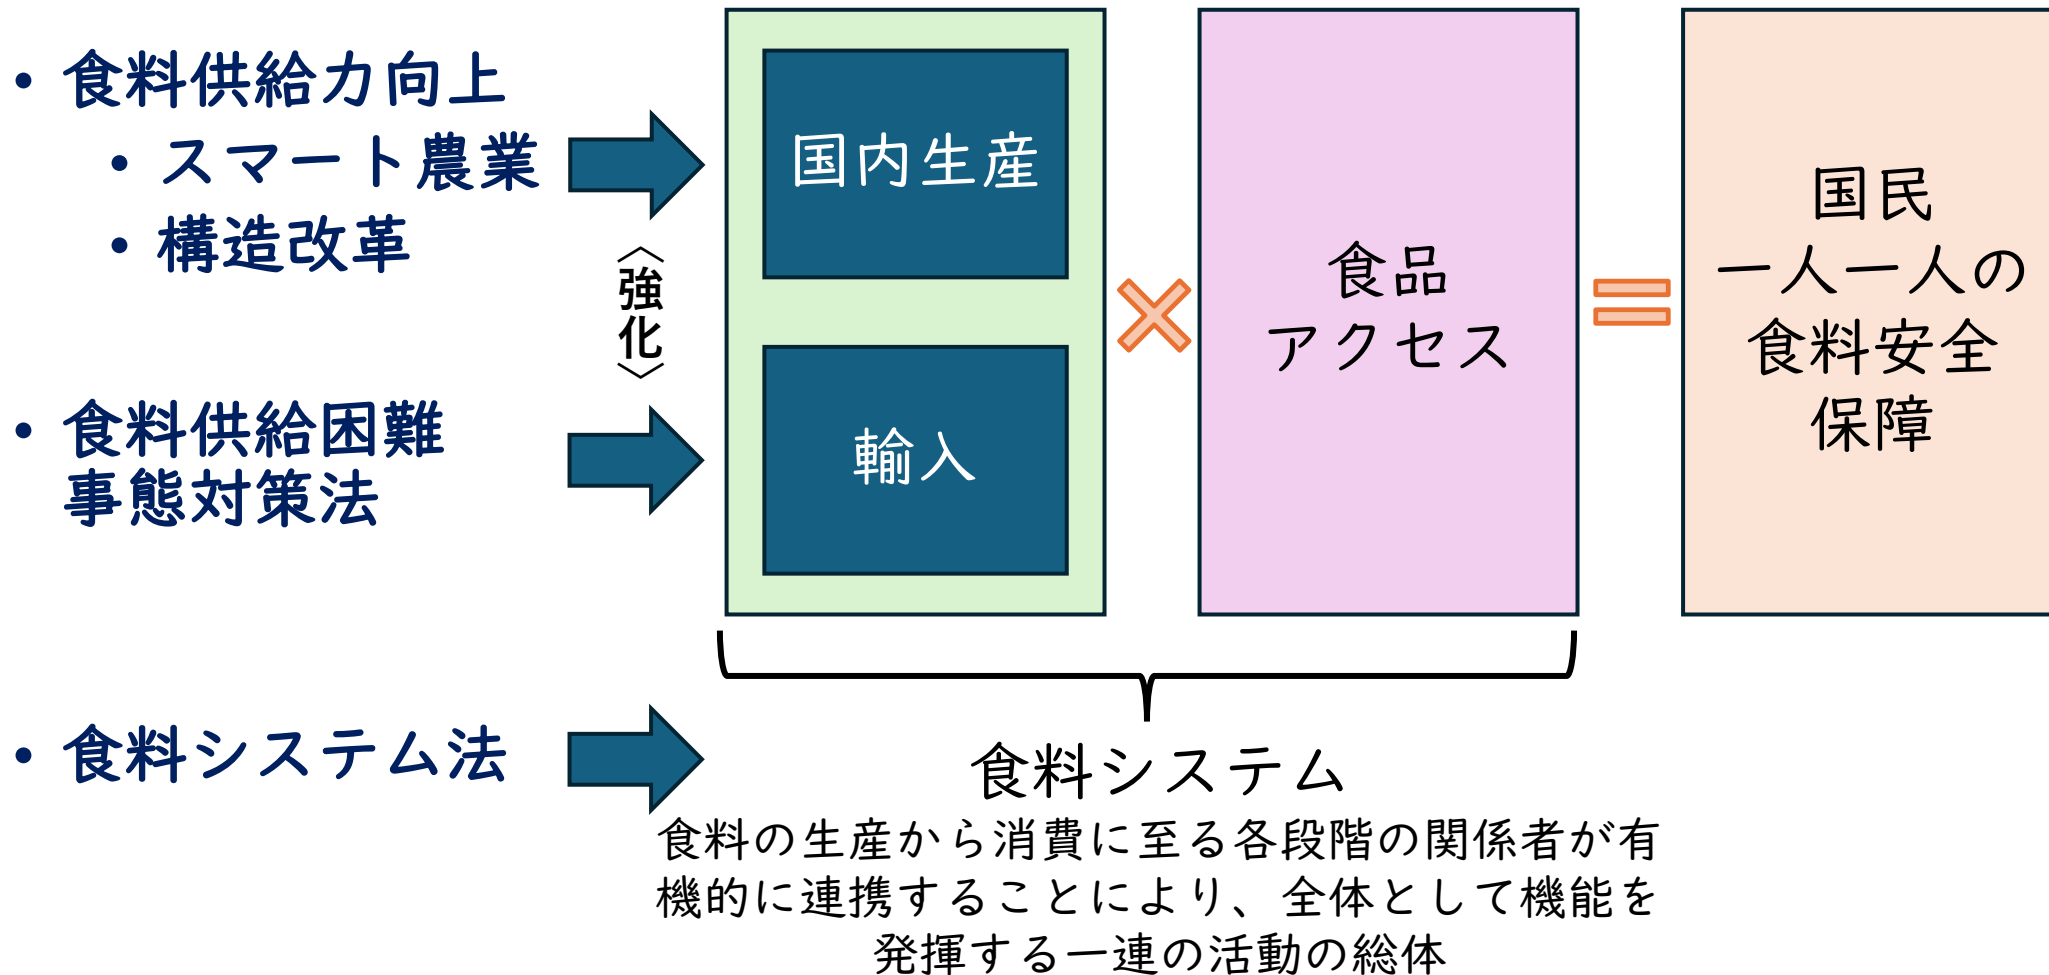 • 食料供給力向上
• スマート農業
• 構造改革
〈強化〉
• 食料供給困難
事態対策法
• 食料システム法
国内生産
輸入
食品
アクセス
国民
一人一人の
食料安全
保障
食料システム
食料の生産から消費に至る各段階の関係者が有
機的に連携することにより、全体として機能を
発揮する一連の活動の総体